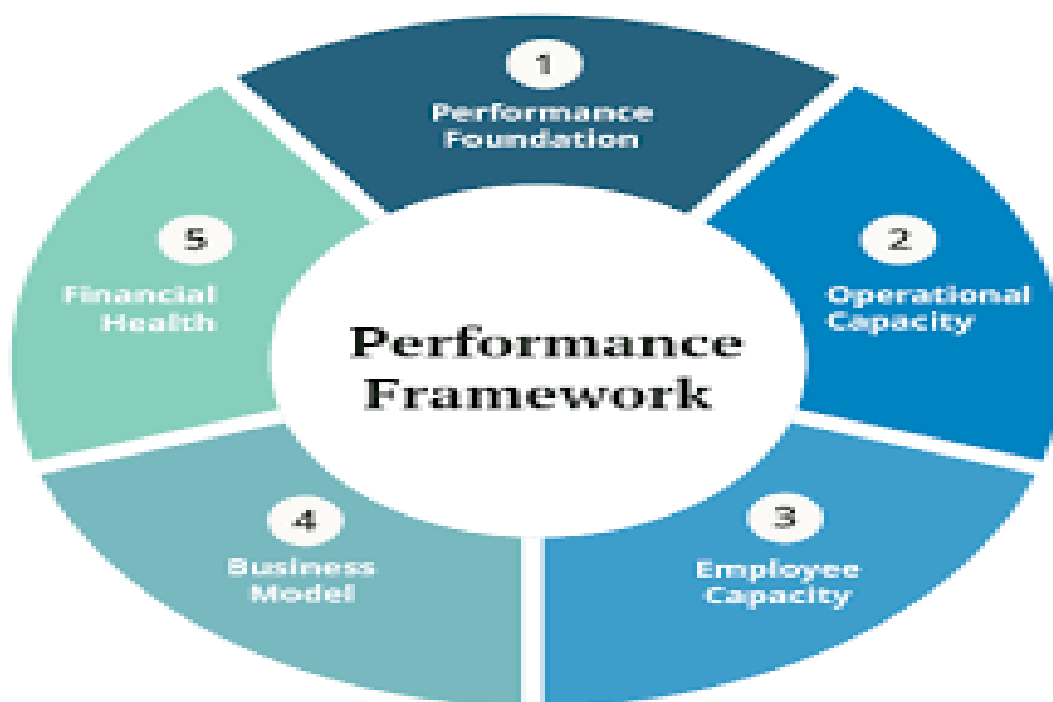 1
Performance
Foundation
2
Operational
Capacity
3
Employee
Capacity
4
Business
Model
5
Financial
Health
Performance
Framework